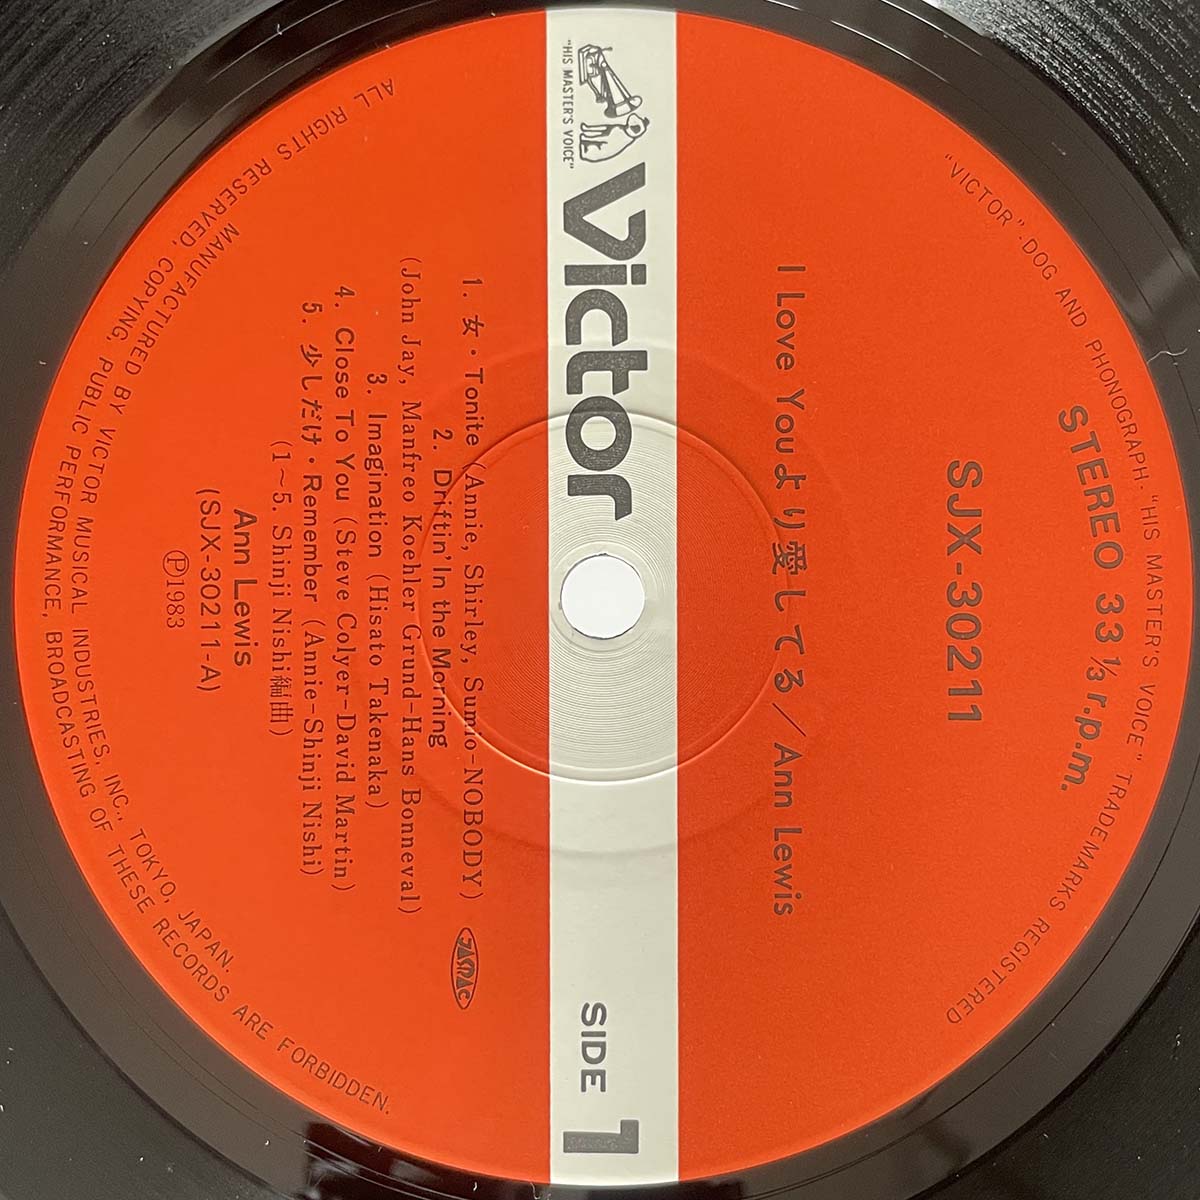 "VICTOR"-DOG AND PHONOGRAPH-"HIS MASTER'S VOICE" TRADEMARKS REGISTERED
STEREO 33 1/3 r.p.m.
SJX-30211
I Love Youより愛してる/Ann Lewis
"HIS MASTER'S VOICE"
Victor
SIDE 1
JASRAC
1. 女・Tonite (Annie, Shirley, Sumio-NOBODY)
2. Driftin' In the Morning
(John Jay, Manfreo Koehler Grund-Hans Bonneval)
3. Imagination (Hisato Takenaka)
4. Close To You (Steve Colyer-David Martin)
5. 少しだけ・Remember (Annie-Shinji Nishi)
(1~5. Shinji Nishi編曲)
Ann Lewis
(SJX-30211-A)
Ⓟ1983
MANUFACTURED BY VICTOR MUSICAL INDUSTRIES, INC., TOKYO, JAPAN.
ALL RIGHTS RESERVED, COPYING, PUBLIC PERFORMANCE, BROADCASTING OF THESE RECORDS ARE FORBIDDEN.